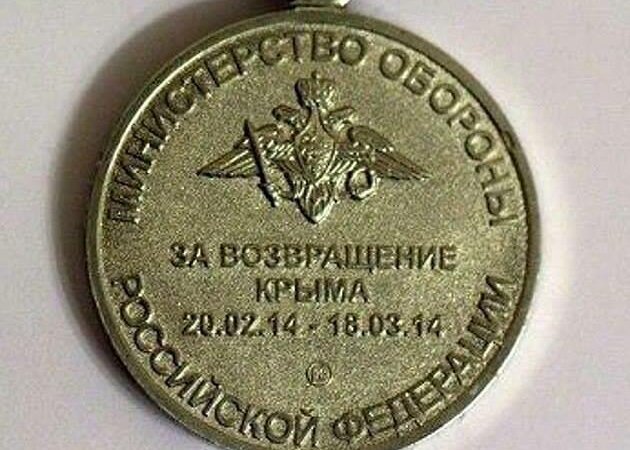 МИНИСТЕРСТВО ОБОРОНЫ
ЗА ВОЗВРАЩЕНИЕ
КРЫМА
20.02.14 - 18.03.14
РОССИЙСКОЙ ФЕДЕРАЦИИ